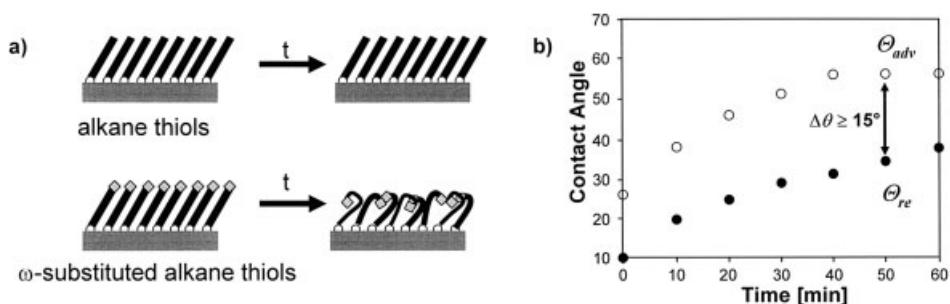 a)
t
alkane thiols
t
ω-substituted alkane thiols
b)
Contact Angle
70
60
50
40
30
20
10
Θadv
Δθ ≥ 15°
Θre
0 10 20 30 40 50 60
Time [min]